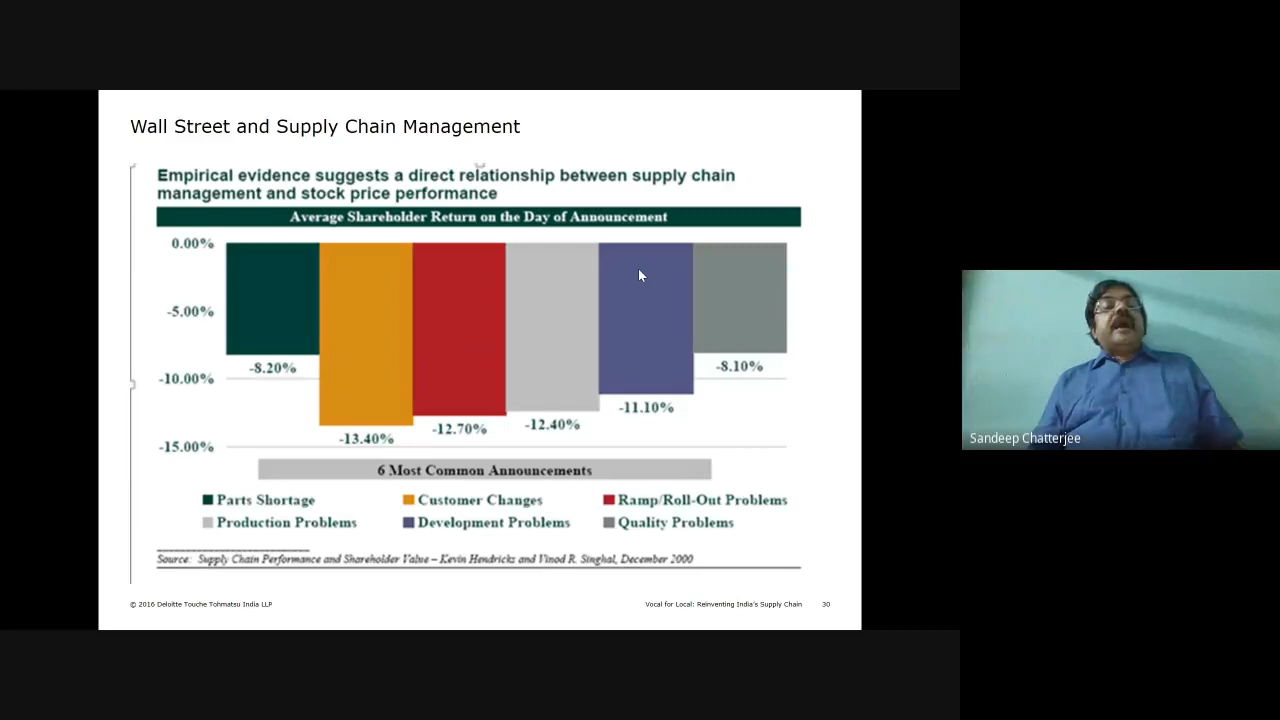 Wall Street and Supply Chain Management
Empirical evidence suggests a direct relationship between supply chain
management and stock price performance
Average Shareholder Return on the Day of Announcement
0.00%
-5.00%
-10.00%
-15.00%
-8.20%
-13.40%
-12.70%
-12.40%
-11.10%
-8.10%
6 Most Common Announcements
Parts Shortage
Customer Changes
Ramp/Roll-Out Problems
Production Problems
Development Problems
Quality Problems
Source: Supply Chain Performance and Shareholder Value – Kevin Hendricks and Vinod R. Singhal, December 2000
© 2016 Deloitte Touche Tohmatsu India LLP
Vocal for Local: Reinventing India's Supply Chain 30
Sandeep Chatterjee